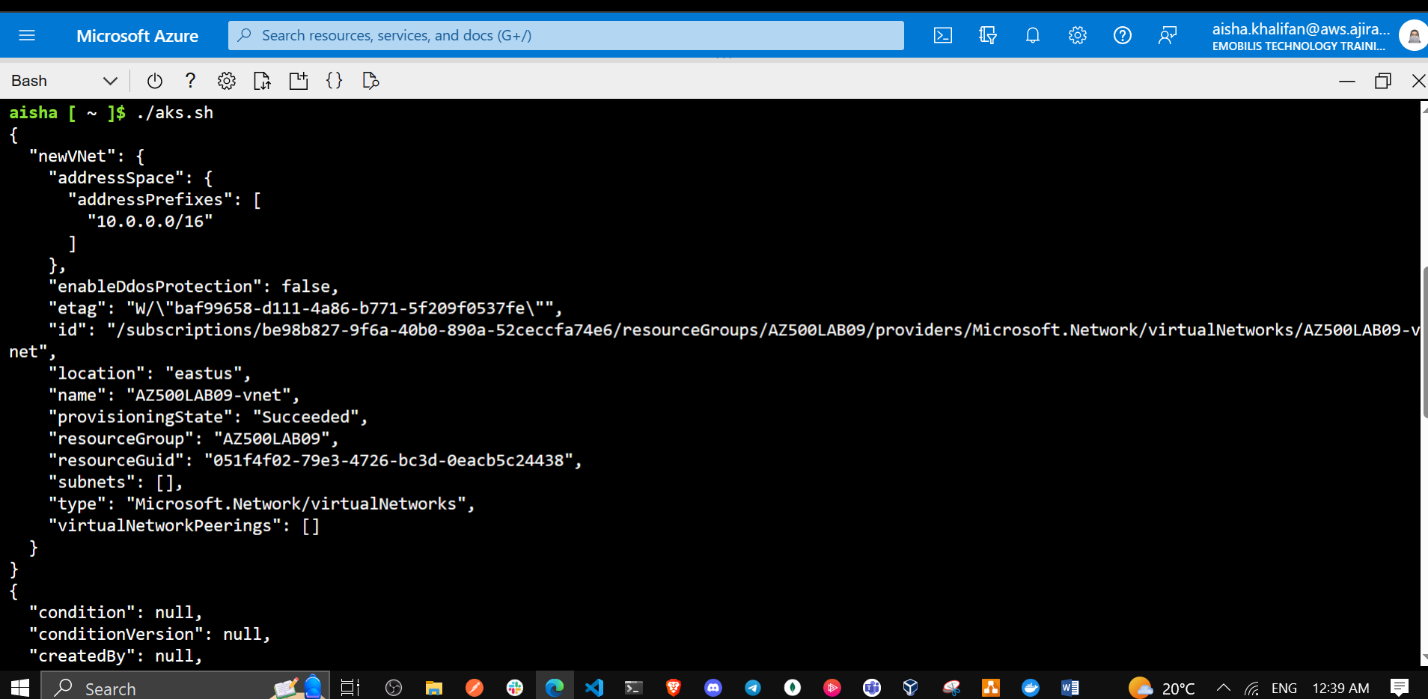 Microsoft Azure
Search resources, services, and docs (G+/)
aisha.khalifan@aws.ajira...
EMOBILIS TECHNOLOGY TRAINI...
Bash
aisha [ ~ ]$ ./aks.sh
{
"newVNet": {
"addressSpace": {
"addressPrefixes": [
"10.0.0.0/16"
]
},
"enableDdosProtection": false,
"etag": "W/\"baf99658-d111-4a86-b771-5f209f0537fe\"",
"id": "/subscriptions/be98b827-9f6a-40b0-890a-52ceccfa74e6/resourceGroups/AZ500LAB09/providers/Microsoft.Network/virtualNetworks/AZ500LAB09-v
net",
"location": "eastus",
"name": "AZ500LAB09-vnet",
"provisioningState": "Succeeded",
"resourceGroup": "AZ500LAB09",
"resourceGuid": "051f4f02-79e3-4726-bc3d-0eacb5c24438",
"subnets": [],
"type": "Microsoft.Network/virtualNetworks",
"virtualNetworkPeerings": []
}
}
{
"condition": null,
"conditionVersion": null,
"createdBy": null,
Search
20°C
ENG
12:39 AM